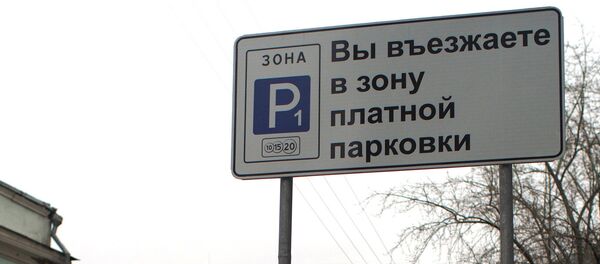 ЗОНА
P1
10 15 20
Вы въезжаете
в зону
платной
парковки